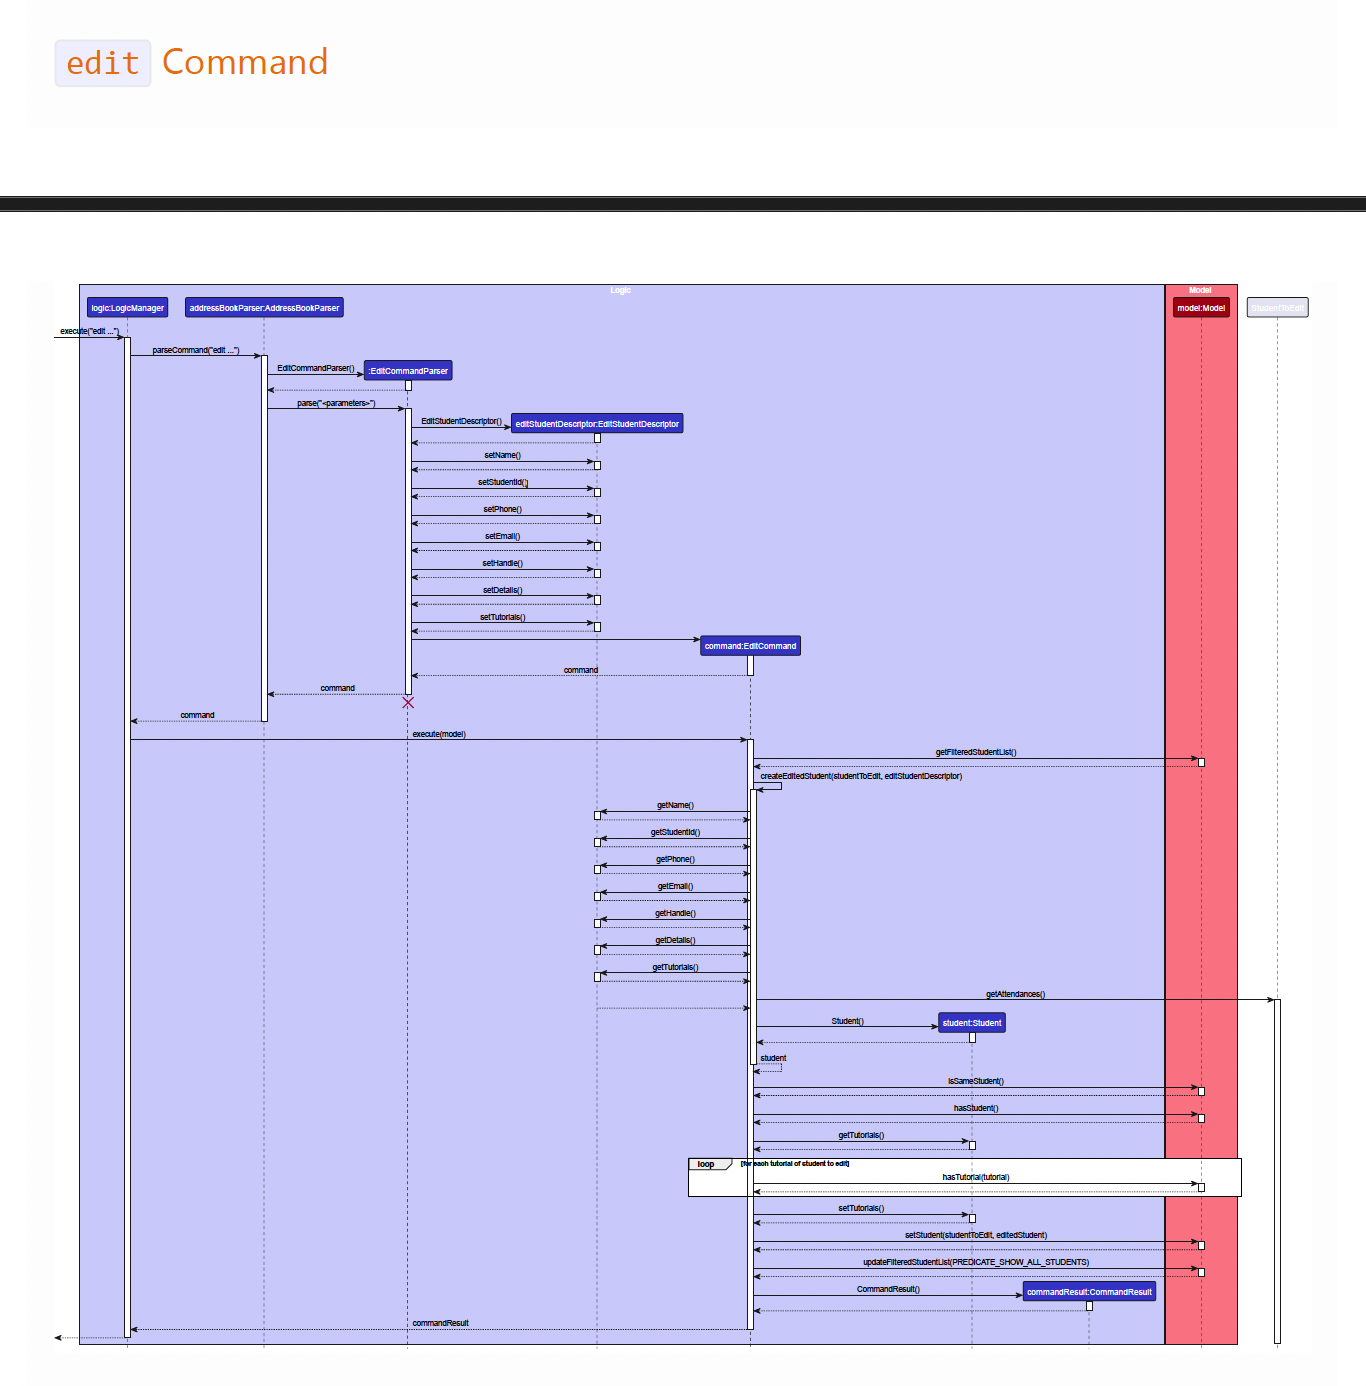 edit Command
Logic
Model
logic:LogicManager
addressBookParser:AddressBookParser
model:Model
StudentToEdit
execute("edit ...")
parseCommand("edit ...")
EditCommandParser()
:EditCommandParser
parse("<parameters>")
EditStudentDescriptor()
editStudentDescriptor:EditStudentDescriptor
setName()
setStudentId()
setPhone()
setEmail()
setHandle()
setDetails()
setTutorials()
command:EditCommand
command
command
command
execute(model)
getFilteredStudentList()
createEditedStudent(studentToEdit, editStudentDescriptor)
getName()
getStudentId()
getPhone()
getEmail()
getHandle()
getDetails()
getTutorials()
getAttendances()
Student()
student:Student
student
isSameStudent()
hasStudent()
getTutorials()
loop [for each tutorial of student to edit]
hasTutorial(tutorial)
setTutorials()
setStudent(studentToEdit, editedStudent)
updateFilteredStudentList(PREDICATE_SHOW_ALL_STUDENTS)
CommandResult()
commandResult:CommandResult
commandResult